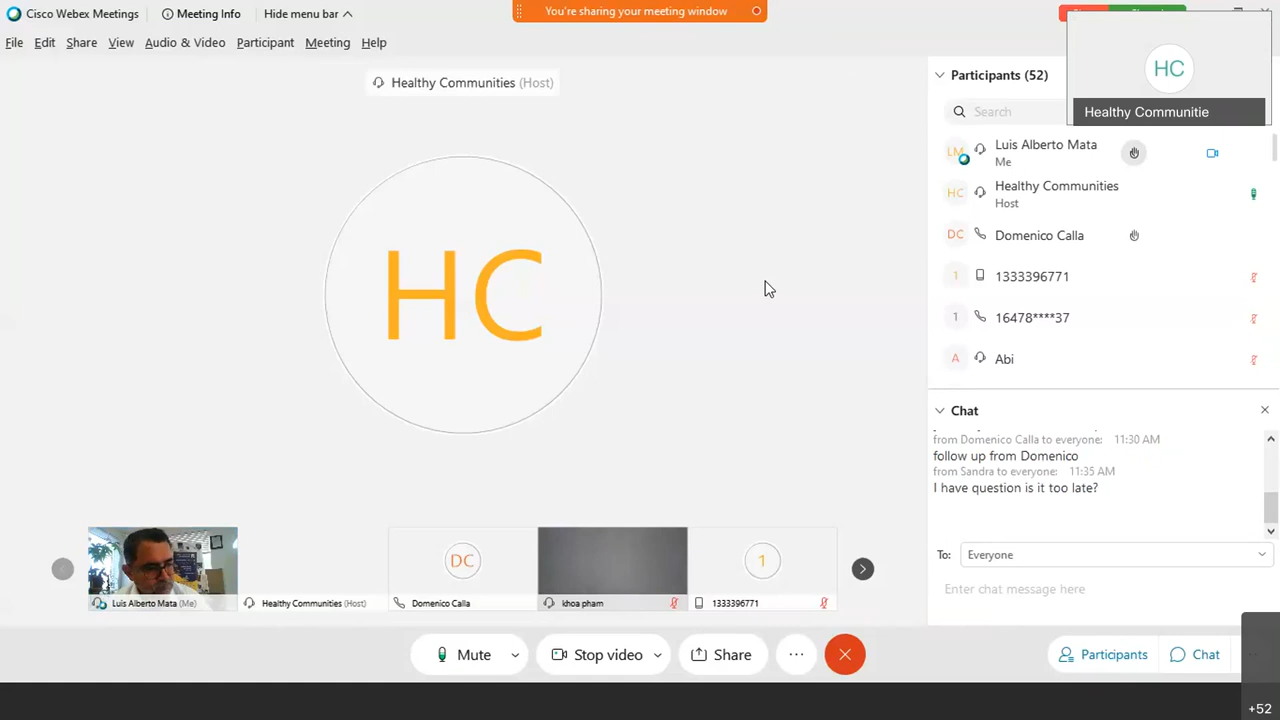 Cisco Webex Meetings
Meeting Info
Hide menu bar
You're sharing your meeting window
File Edit Share View Audio & Video Participant Meeting Help
Healthy Communities (Host)
HC
Luis Alberto Mata (Me)
Healthy Communities (Host)
DC
Domenico Calla
khoa pham
1
1333396771
Mute
Stop video
Share
Participants (52)
HC
Healthy Communitie
Search
LM
Luis Alberto Mata
Me
HC
Healthy Communities
Host
DC
Domenico Calla
1
1333396771
1
16478****37
A
Abi
Chat
from Domenico Calla to everyone: 11:30 AM
follow up from Domenico
from Sandra to everyone: 11:35 AM
I have question is it too late?
To: Everyone
Enter chat message here
Participants
Chat
+52